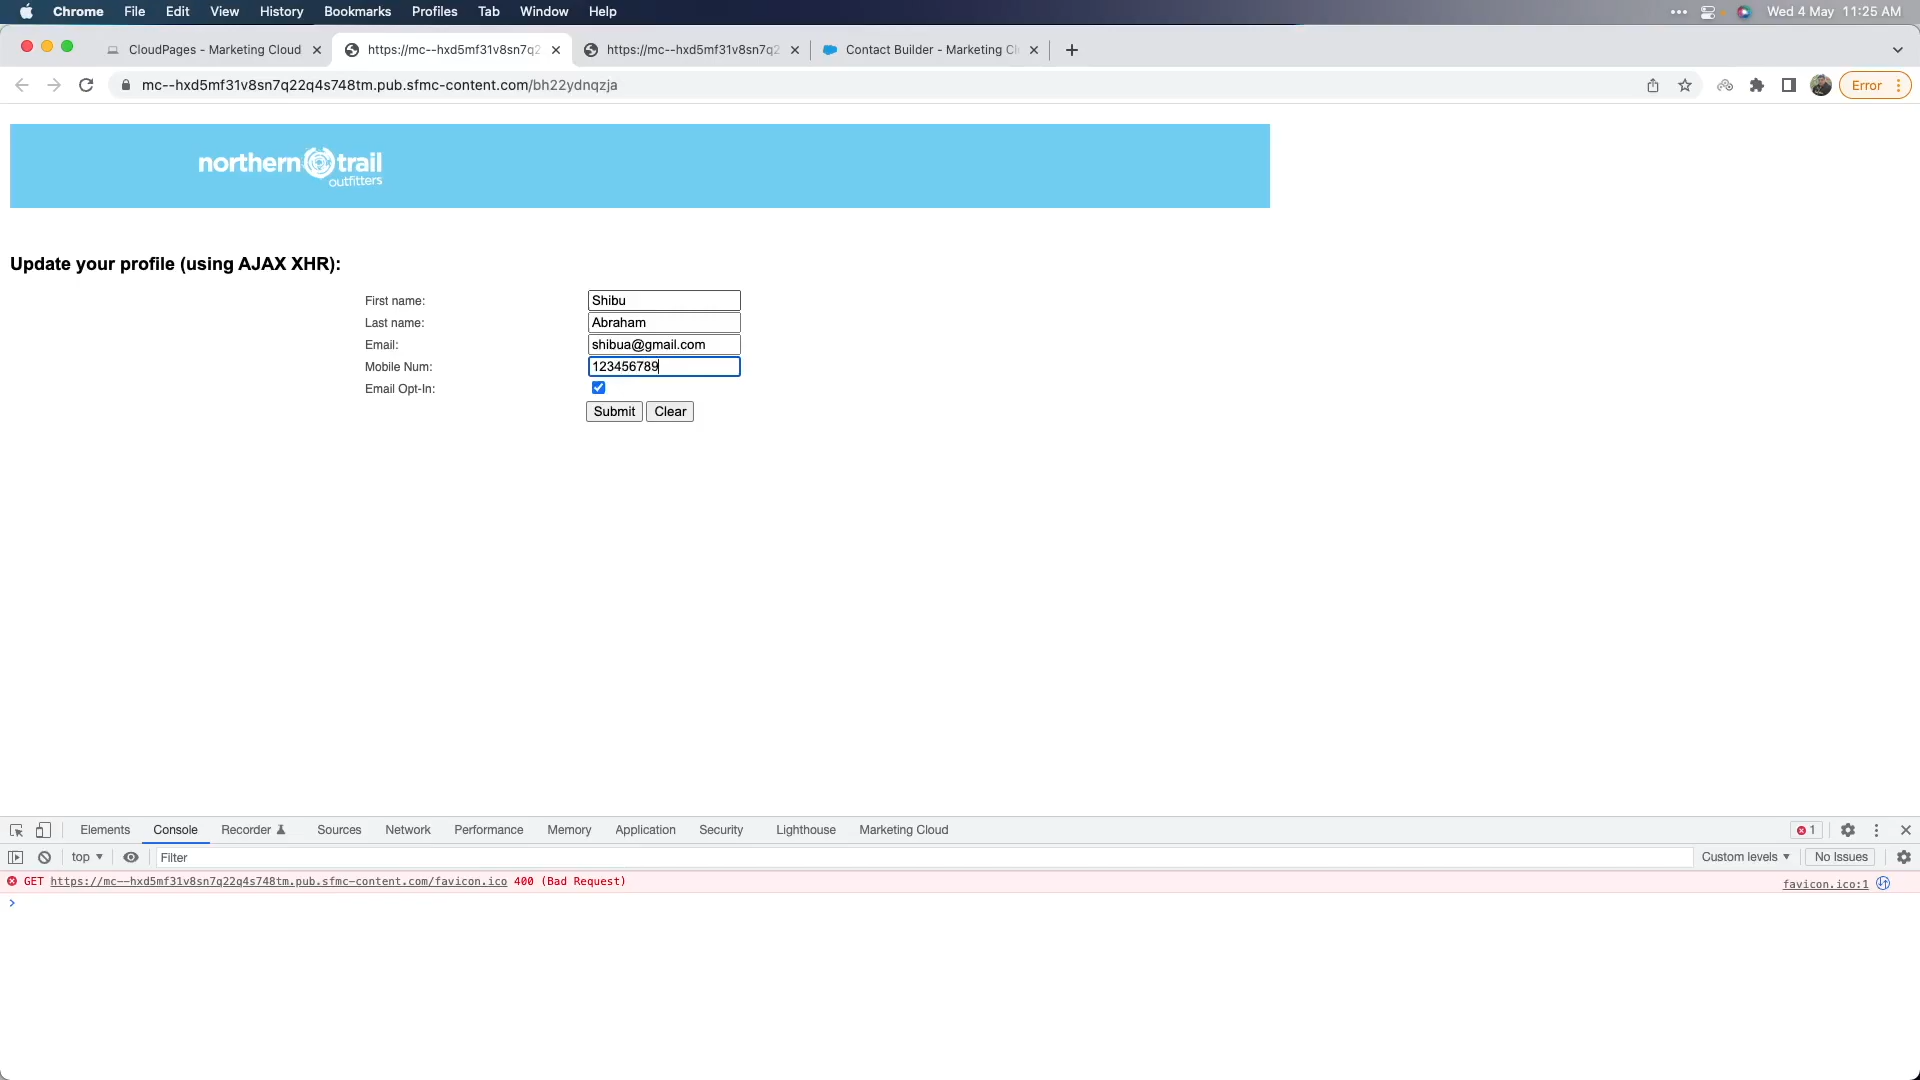 Chrome File Edit View History Bookmarks Profiles Tab Window Help
Wed 4 May 11:25 AM
CloudPages - Marketing Cloud
https://mc--hxd5mf31v8sn7q2
https://mc--hxd5mf31v8sn7q2
Contact Builder - Marketing Cl
mc--hxd5mf31v8sn7q22q4s748tm.pub.sfmc-content.com/bh22ydnqzja
Error
northern trail
outfitters
Update your profile (using AJAX XHR):
First name: Shibu
Last name: Abraham
Email: shibua@gmail.com
Mobile Num: 123456789
Email Opt-In:
Submit Clear
Elements Console Recorder Sources Network Performance Memory Application Security Lighthouse Marketing Cloud
1
top Filter Custom levels No Issues
GET https://mc--hxd5mf31v8sn7q22q4s748tm.pub.sfmc-content.com/favicon.ico 400 (Bad Request) favicon.ico:1